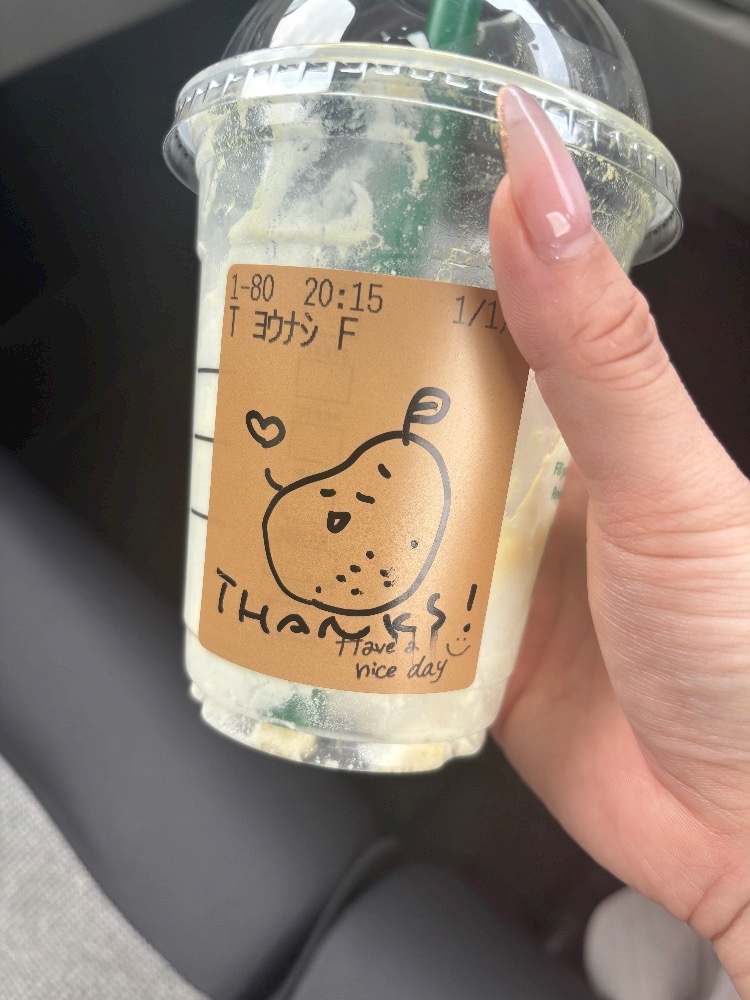 1-80 20:15 1/1
T ヨウナシ F
THANKS!
Have a
nice day